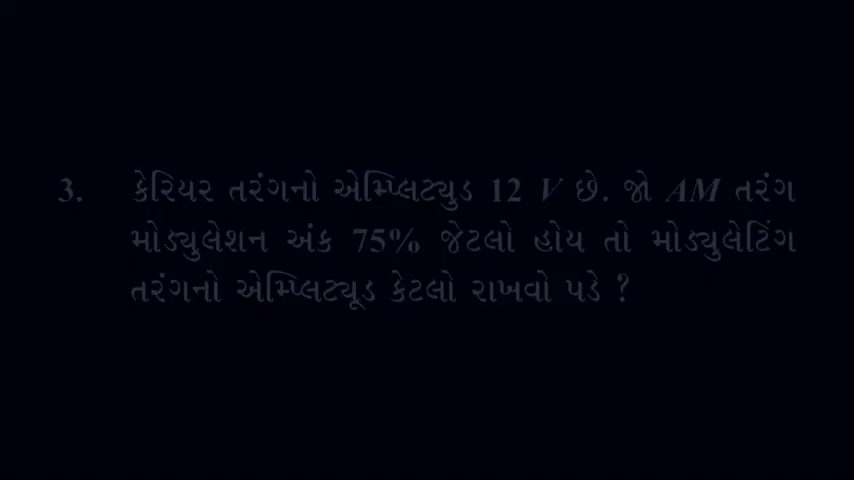 3. કેરિયર તરંગનો એમ્પ્લિટ્યુડ 12 V છે. જો AM તરંગ
મોડ્યુલેશન અંક 75% જેટલો હોય તો મોડ્યુલેટિંગ
તરંગનો એમ્પ્લિટ્યૂડ કેટલો રાખવો પડે ?